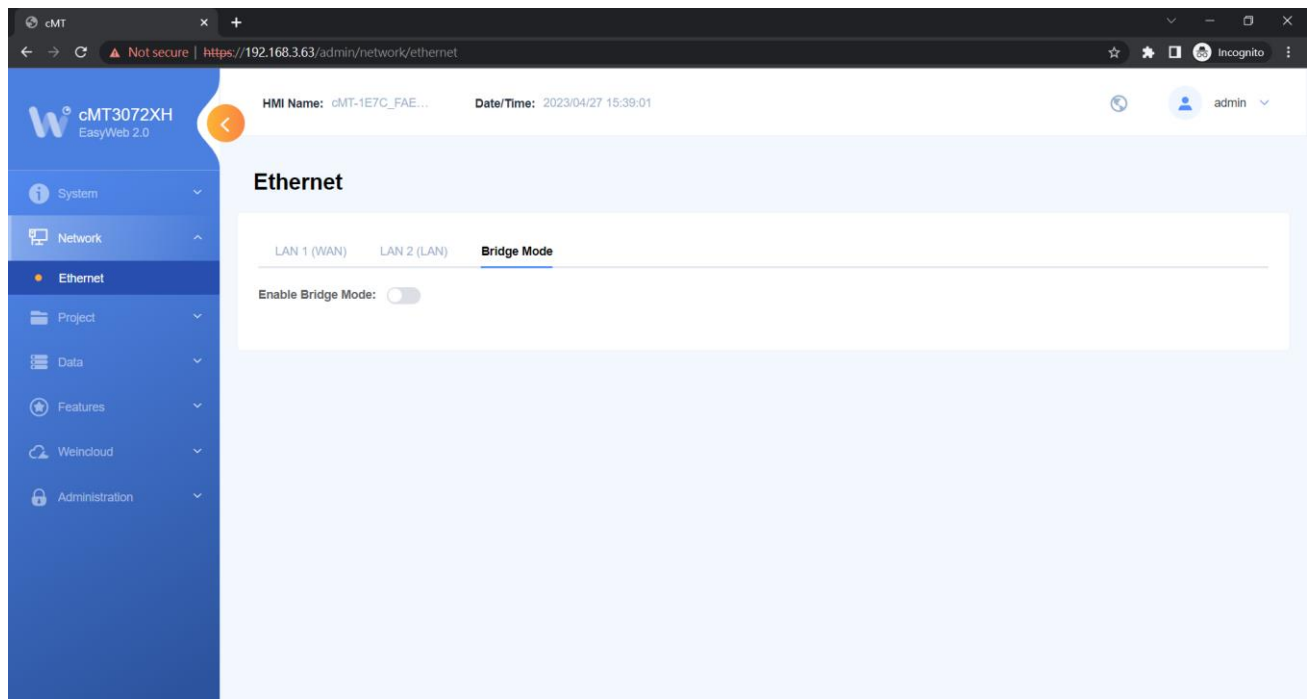 cMT
Not secure | https://192.168.3.63/admin/network/ethernet
Incognito
cMT3072XH
EasyWeb 2.0
HMI Name: cMT-1E7C_FAE... Date/Time: 2023/04/27 15:39:01
admin
System
Network
Ethernet
Project
Data
Features
Weincloud
Administration
Ethernet
LAN 1 (WAN) LAN 2 (LAN) Bridge Mode
Enable Bridge Mode: